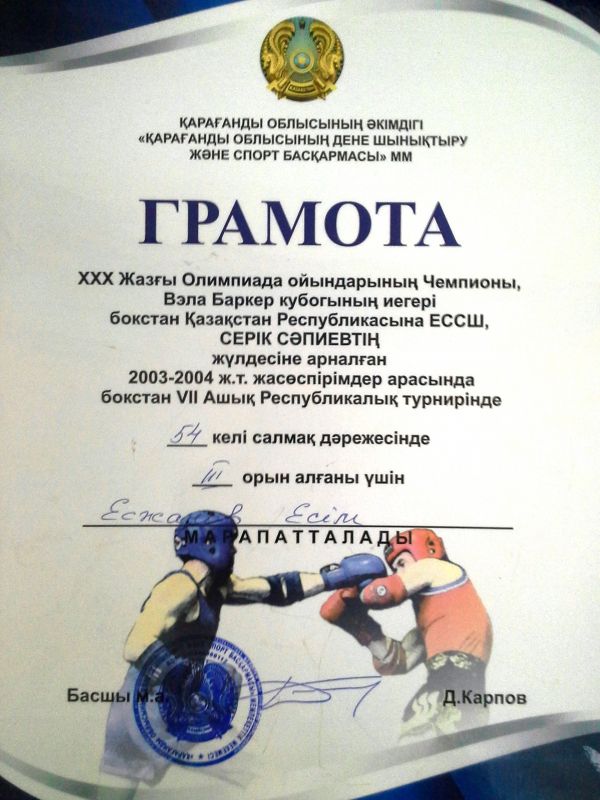 ҚАРАҒАНДЫ ОБЛЫСЫНЫҢ ӘКІМДІГІ
«ҚАРАҒАНДЫ ОБЛЫСЫНЫҢ ДЕНЕ ШЫНЫҚТЫРУ
ЖӘНЕ СПОРТ БАСҚАРМАСЫ» ММ
ГРАМОТА
XXX Жазғы Олимпиада ойындарының Чемпионы,
Вэла Баркер кубогының иегері
бокстан Қазақстан Республикасына ЕССШ,
СЕРІК СӘПИЕВТІҢ
жүлдесіне арналған
2003-2004 ж.т. жасөспірімдер арасында
бокстан VII Ашық Республикалық турнирінде
54 келі салмақ дәрежесінде
III орын алғаны үшін
Есім
МАРАПАТТАЛАДЫ
Басшы м.а.
Д.Карпов